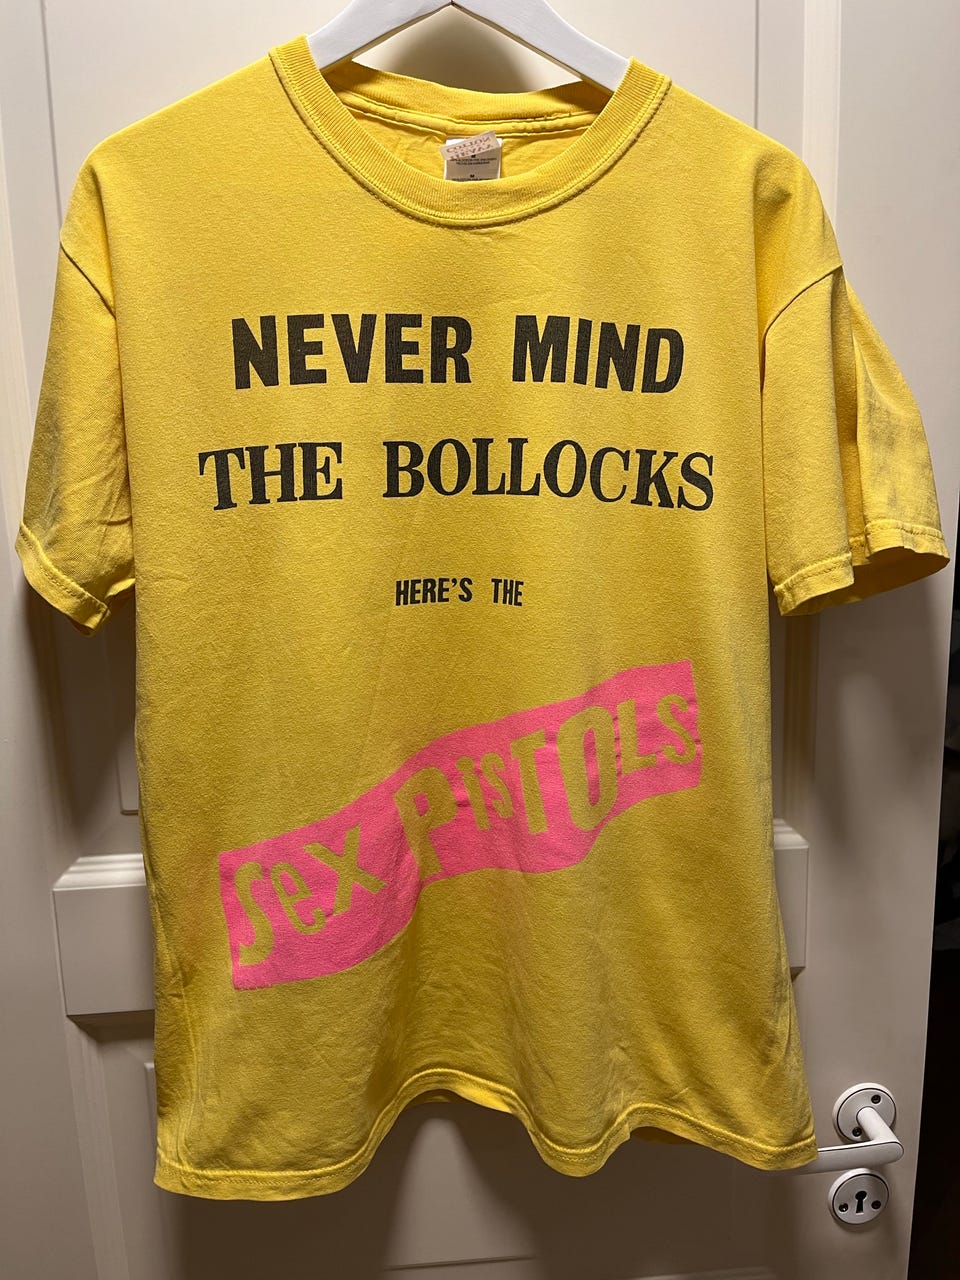 NEVER MIND
THE BOLLOCKS
HERE'S THE
Sex PisTOLS